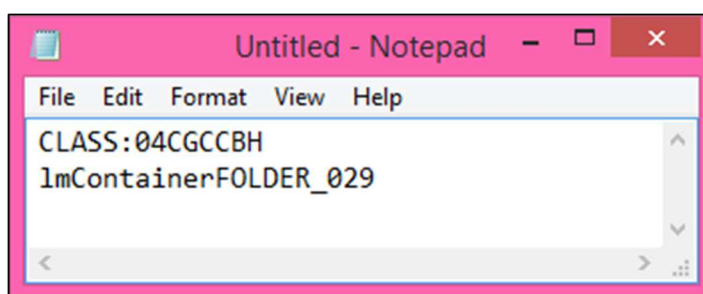 Untitled - Notepad
File Edit Format View Help
CLASS:04CGCCBH
lmContainerFOLDER_029